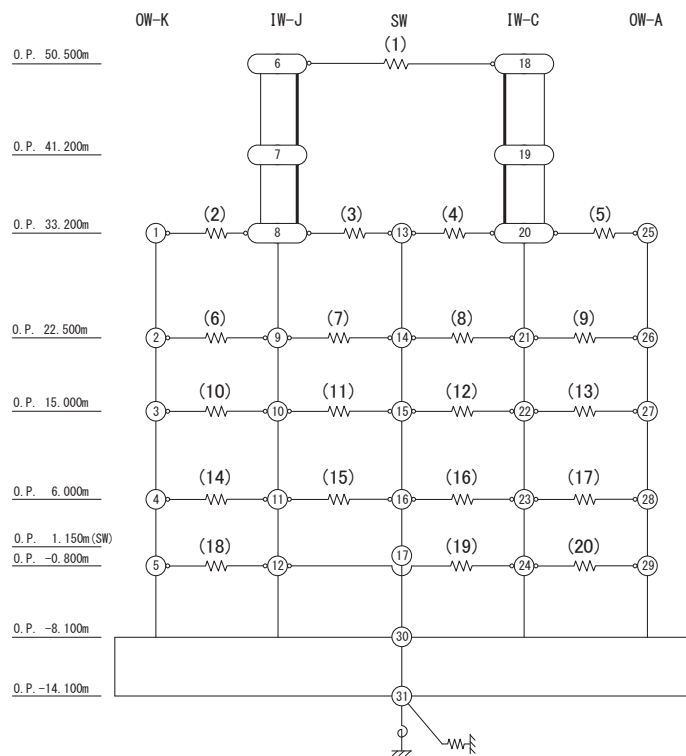 OW-K IW-J SW IW-C OW-A
(1)
O.P. 50.500m 6 18
O.P. 41.200m 7 19
(2) (3) (4) (5)
O.P. 33.200m 1 8 13 20 25
(6) (7) (8) (9)
O.P. 22.500m 2 9 14 21 26
(10) (11) (12) (13)
O.P. 15.000m 3 10 15 22 27
(14) (15) (16) (17)
O.P. 6.000m 4 11 16 23 28
O.P. 1.150m(SW) (18) 17 (19) (20)
O.P. -0.800m 5 12 24 29
O.P. -8.100m 30
O.P.-14.100m 31